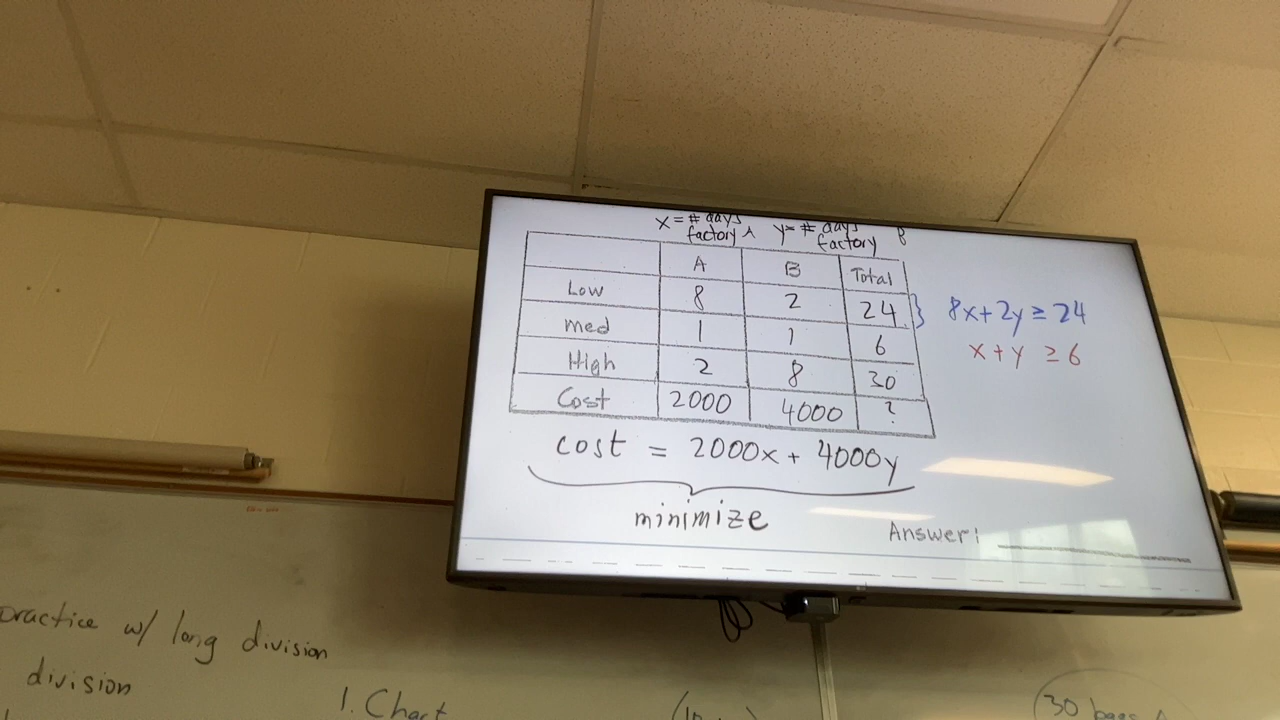 x = # days factory A   y = # days factory B
A B Total
Low 8 2 24 } 8x + 2y ≥ 24
med 1 1 6   x + y ≥ 6
High 2 8 30
Cost 2000 4000 ?
cost = 2000x + 4000y
minimize
Answer:
practice w/ long division
division
1. Chart
30 bags